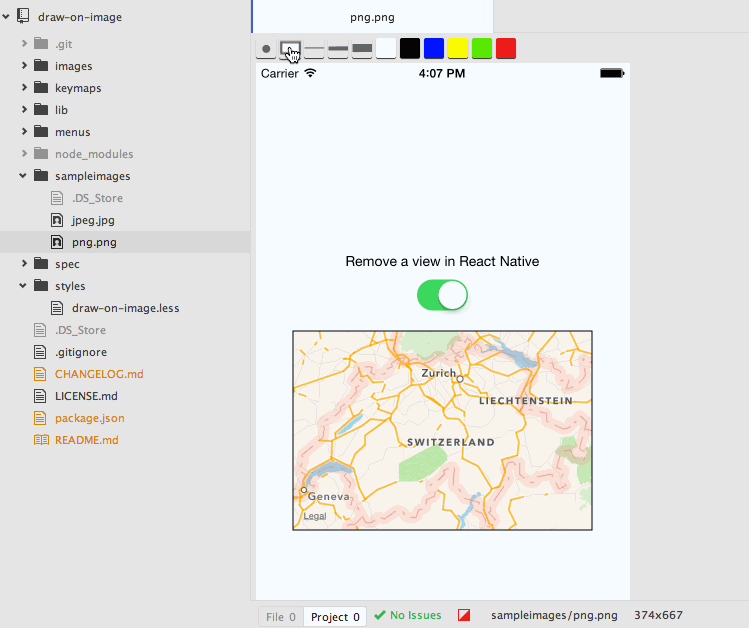 draw-on-image
.git
images
keymaps
lib
menus
node_modules
sampleimages
.DS_Store
jpeg.jpg
png.png
spec
styles
draw-on-image.less
.DS_Store
.gitignore
CHANGELOG.md
LICENSE.md
package.json
README.md
png.png
Carrier 4:07 PM
Remove a view in React Native
Zurich
LIECHTENSTEIN
SWITZERLAND
Geneva
Legal
File 0 Project 0 No Issues sampleimages/png.png 374x667